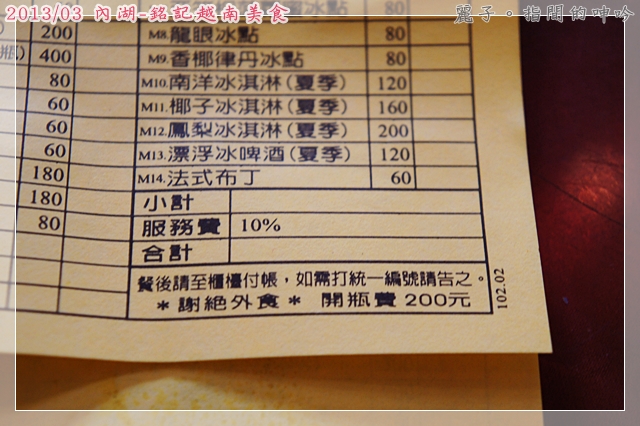 2013/03 內湖-銘記越南美食
麗子。指間的呻吟
200
M8.龍眼冰點 80
瓶) 400
M9.香椰律丹冰點 80
80
M10.南洋冰淇淋(夏季) 120
60
M11.椰子冰淇淋(夏季) 160
60
M12.鳳梨冰淇淋(夏季) 200
60
M13.漂浮冰啤酒(夏季) 120
180
M14.法式布丁 60
180
小計
80
服務費 10%
合計
餐後請至櫃檯付帳，如需打統一編號請告之。
＊謝絕外食＊ 開瓶費 200元
102.02